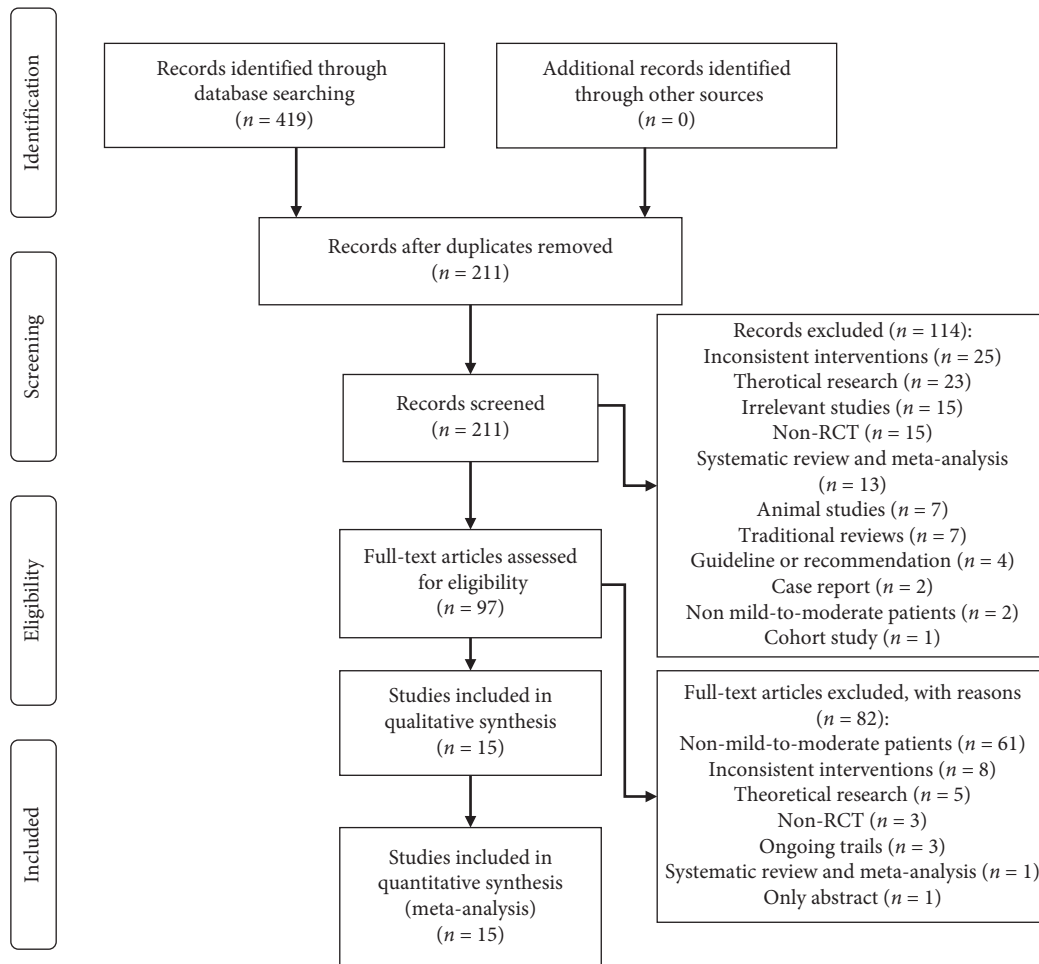 Identification
Records identified through
database searching
(n = 419)
Additional records identified
through other sources
(n = 0)
Records after duplicates removed
(n = 211)
Screening
Records screened
(n = 211)
Records excluded (n = 114):
Inconsistent interventions (n = 25)
Therotical research (n = 23)
Irrelevant studies (n = 15)
Non-RCT (n = 15)
Systematic review and meta-analysis
(n = 13)
Animal studies (n = 7)
Traditional reviews (n = 7)
Guideline or recommendation (n = 4)
Case report (n = 2)
Non mild-to-moderate patients (n = 2)
Cohort study (n = 1)
Eligibility
Full-text articles assessed
for eligibility
(n = 97)
Full-text articles excluded, with reasons
(n = 82):
Non-mild-to-moderate patients (n = 61)
Inconsistent interventions (n = 8)
Theoretical research (n = 5)
Non-RCT (n = 3)
Ongoing trails (n = 3)
Systematic review and meta-analysis (n = 1)
Only abstract (n = 1)
Studies included in
qualitative synthesis
(n = 15)
Included
Studies included in
quantitative synthesis
(meta-analysis)
(n = 15)